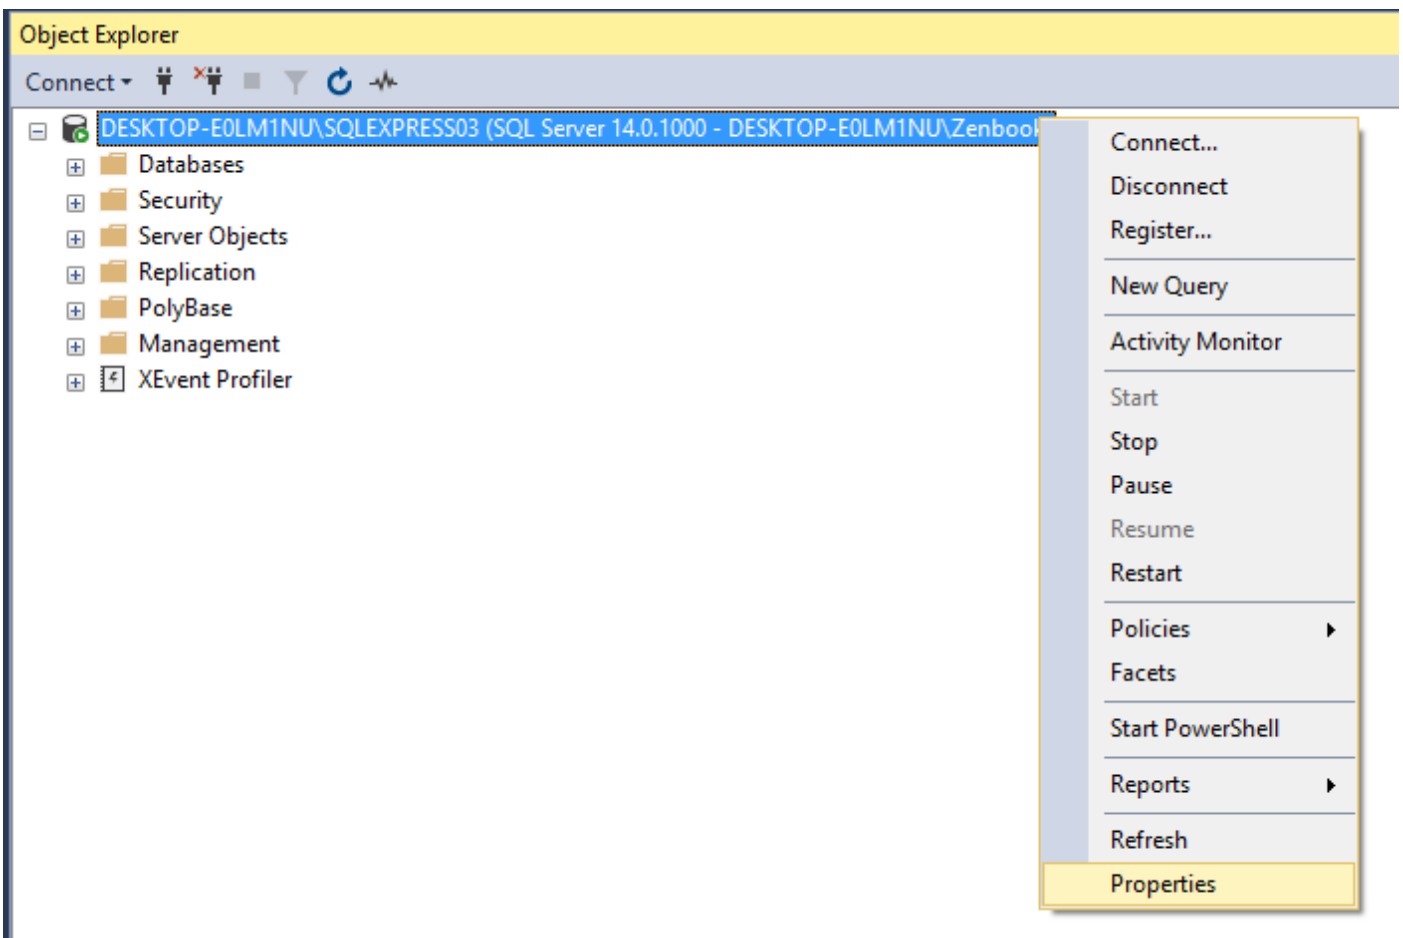 Object Explorer
Connect
DESKTOP-E0LM1NU\SQLEXPRESS03 (SQL Server 14.0.1000 - DESKTOP-E0LM1NU\Zenbook
Databases
Security
Server Objects
Replication
PolyBase
Management
XEvent Profiler
Connect...
Disconnect
Register...
New Query
Activity Monitor
Start
Stop
Pause
Resume
Restart
Policies
Facets
Start PowerShell
Reports
Refresh
Properties